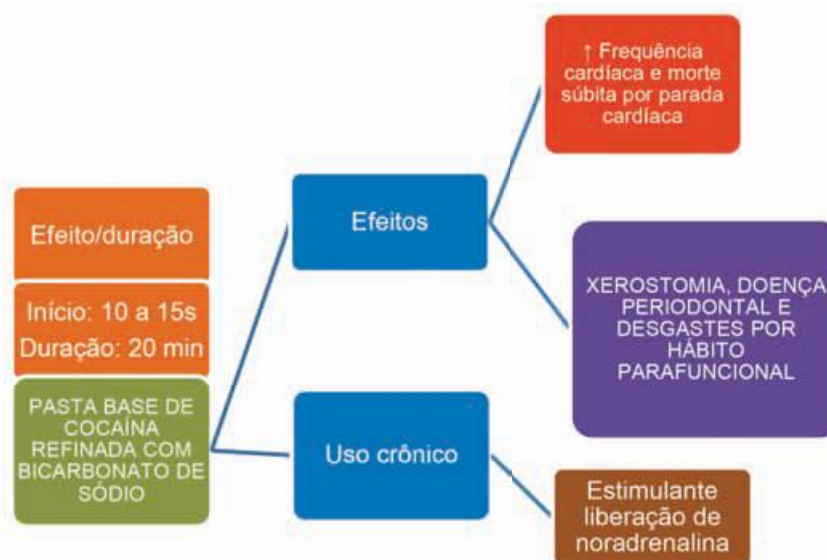 ↑ Frequência
cardíaca e morte
súbita por parada
cardíaca
Efeitos
Efeito/duração
Início: 10 a 15s
Duração: 20 min
XEROSTOMIA, DOENÇA
PERIODONTAL E
DESGASTES POR
HÁBITO
PARAFUNCIONAL
PASTA BASE DE
COCAÍNA
REFINADA COM
BICARBONATO DE
SÓDIO
Uso crônico
Estimulante
liberação de
noradrenalina